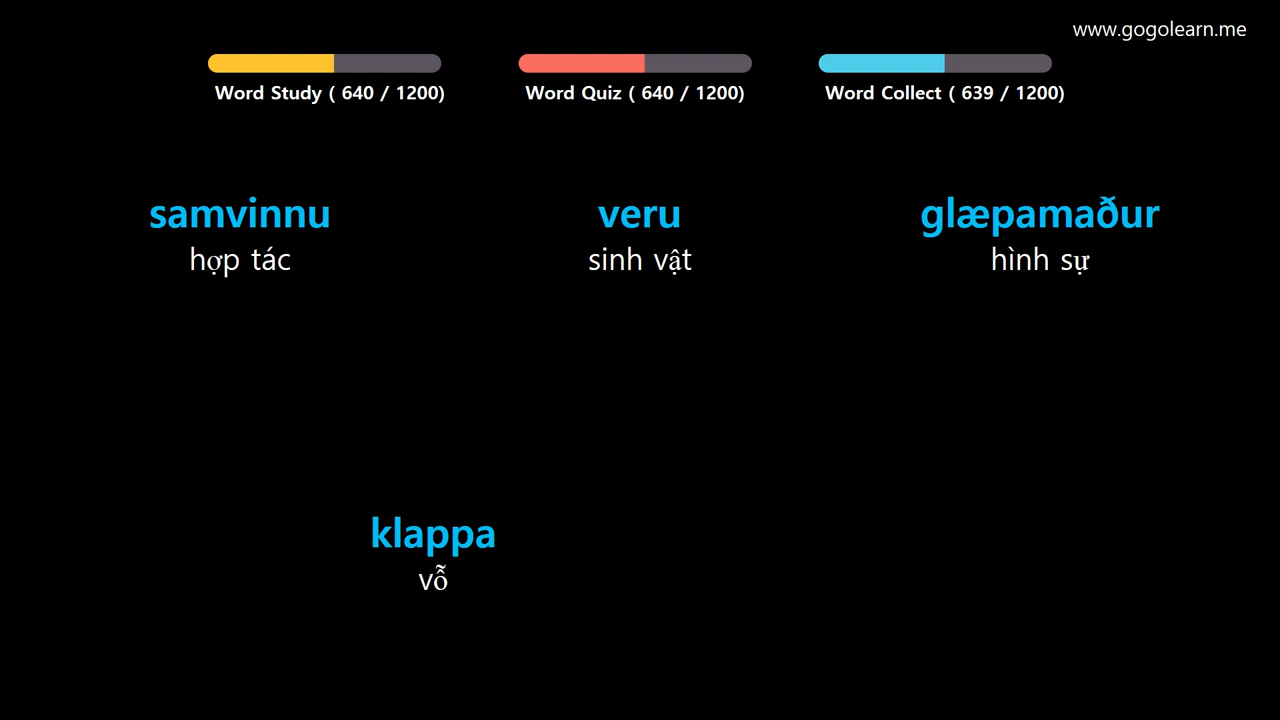 www.gogolearn.me
Word Study ( 640 / 1200)
Word Quiz ( 640 / 1200)
Word Collect ( 639 / 1200)
samvinnu
hợp tác
veru
sinh vật
glæpamaður
hình sự
klappa
vỗ